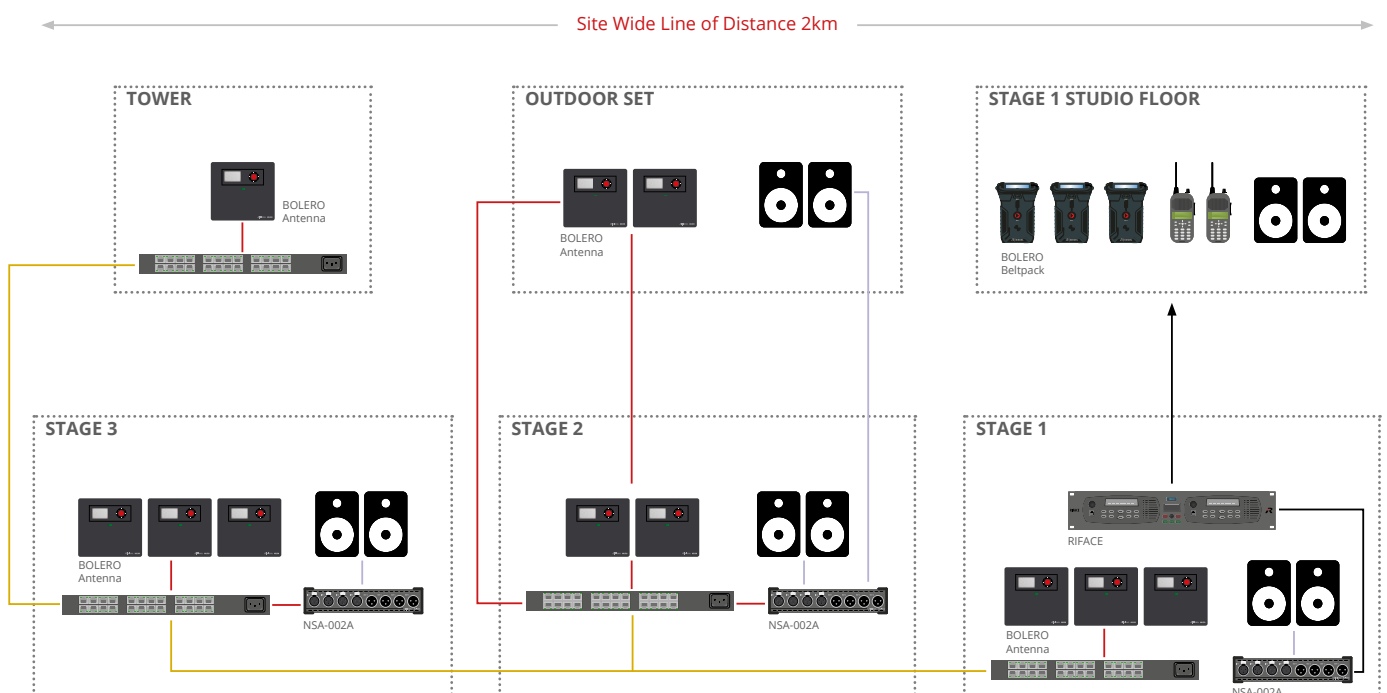 Site Wide Line of Distance 2km
TOWER
BOLERO
Antenna
OUTDOOR SET
BOLERO
Antenna
STAGE 1 STUDIO FLOOR
BOLERO
Beltpack
STAGE 3
BOLERO
Antenna
NSA-002A
STAGE 2
NSA-002A
STAGE 1
RIFACE
BOLERO
Antenna
NSA-002A